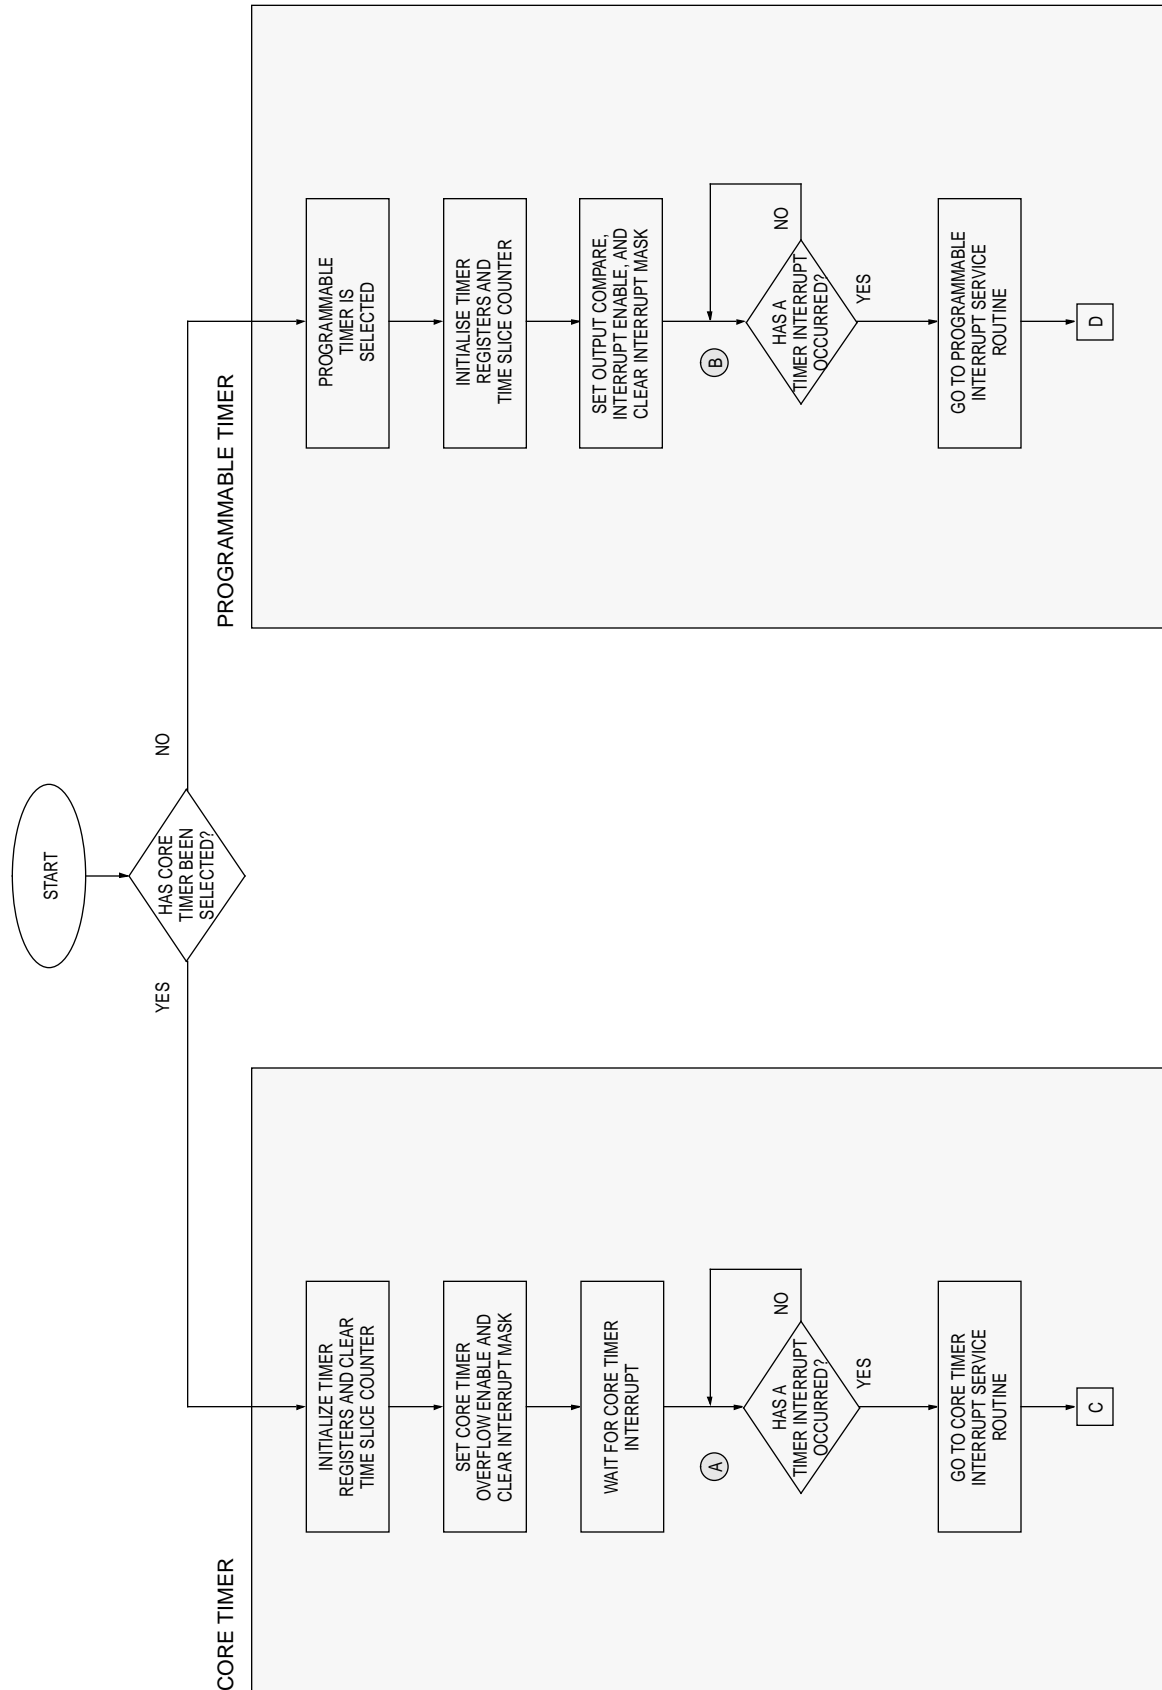 START
HAS CORE
TIMER BEEN
SELECTED?
YES
NO
CORE TIMER
INITIALIZE TIMER
REGISTERS AND CLEAR
TIME SLICE COUNTER
SET CORE TIMER
OVERFLOW ENABLE AND
CLEAR INTERRUPT MASK
WAIT FOR CORE TIMER
INTERRUPT
A
HAS A
TIMER INTERRUPT
OCCURRED?
NO
YES
GO TO CORE TIMER
INTERRUPT SERVICE
ROUTINE
C
PROGRAMMABLE TIMER
PROGRAMMABLE
TIMER IS
SELECTED
INITIALISE TIMER
REGISTERS AND
TIME SLICE COUNTER
SET OUTPUT COMPARE,
INTERRUPT ENABLE, AND
CLEAR INTERRUPT MASK
B
HAS A
TIMER INTERRUPT
OCCURRED?
NO
YES
GO TO PROGRAMMABLE
INTERRUPT SERVICE
ROUTINE
D